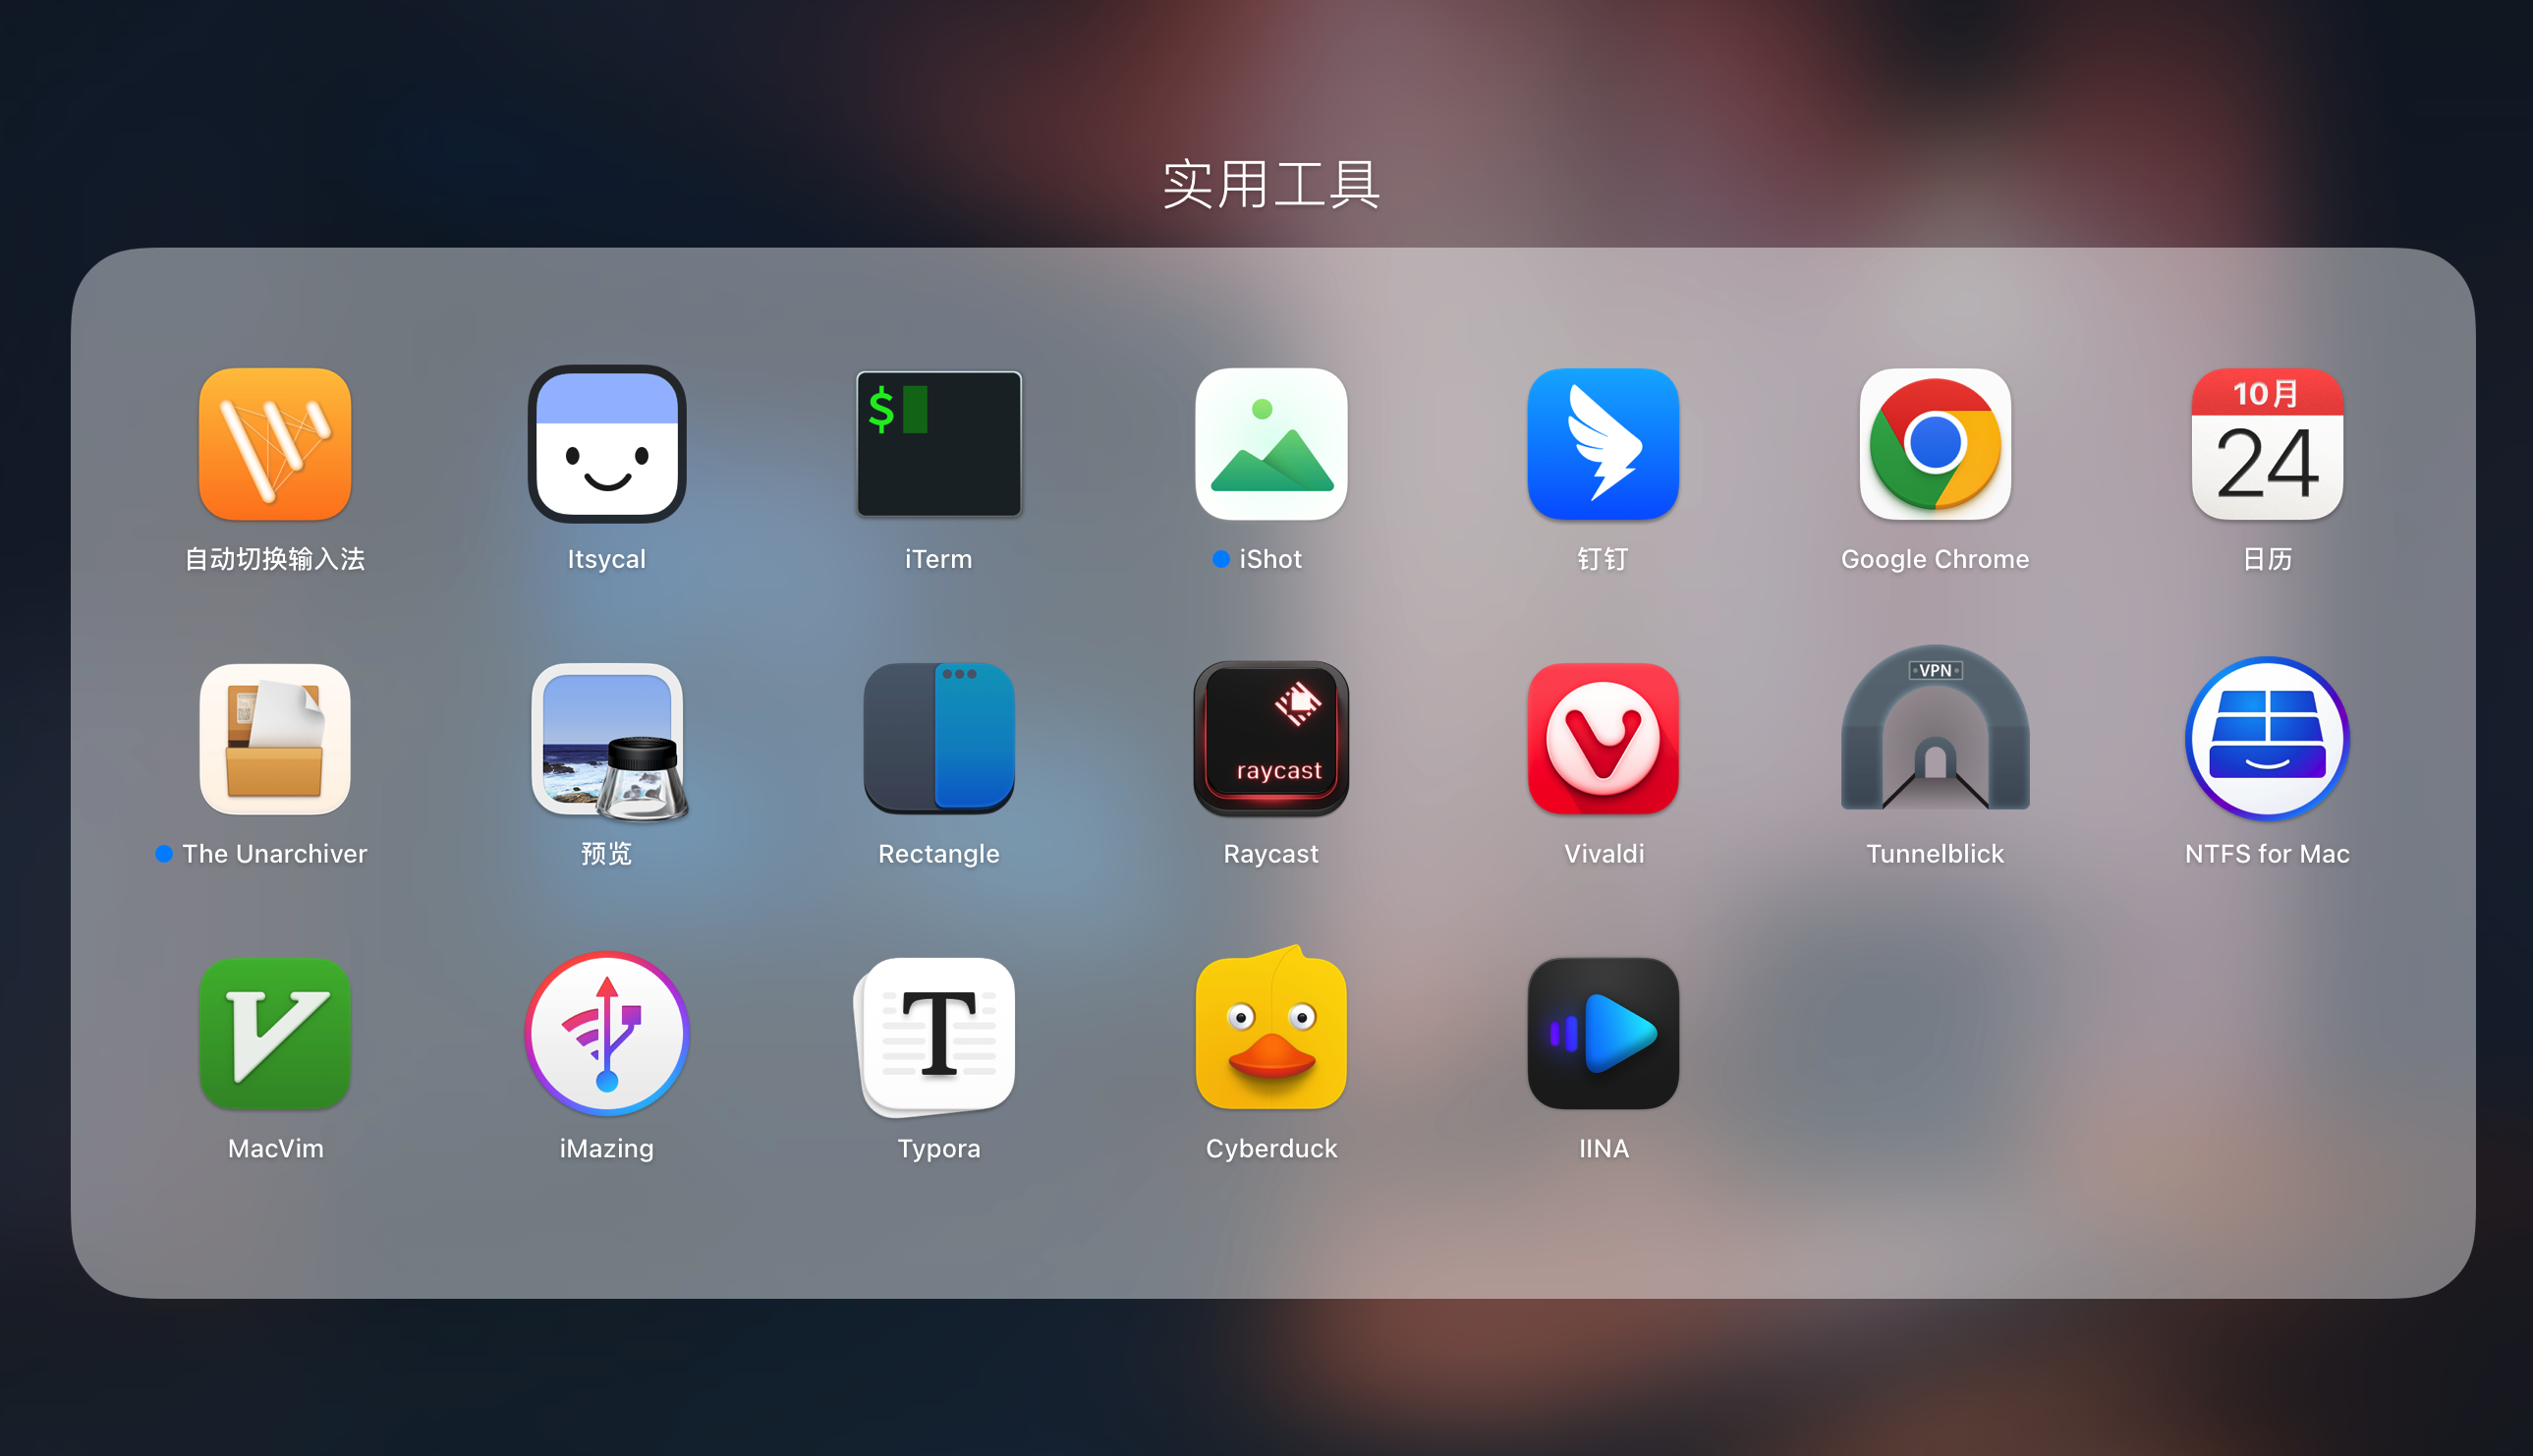 实用工具
$
10月
24
自动切换输入法
Itsycal
iTerm
iShot
钉钉
Google Chrome
日历
raycast
VPN
The Unarchiver
预览
Rectangle
Raycast
Vivaldi
Tunnelblick
NTFS for Mac
T
MacVim
iMazing
Typora
Cyberduck
IINA